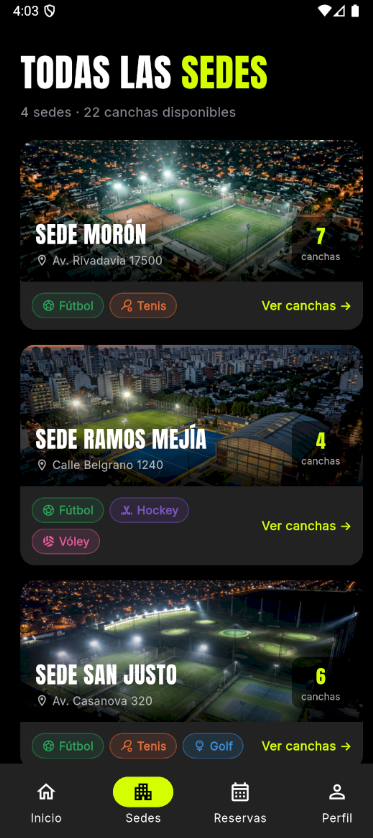 4:03
TODAS LAS SEDES
4 sedes · 22 canchas disponibles
SEDE MORÓN
Av. Rivadavia 17500
7
canchas
Fútbol
Tenis
Ver canchas →
SEDE RAMOS MEJÍA
Calle Belgrano 1240
4
canchas
Fútbol
Hockey
Vóley
Ver canchas →
SEDE SAN JUSTO
Av. Casanova 320
6
canchas
Fútbol
Tenis
Golf
Ver canchas →
Inicio
Sedes
Reservas
Perfil